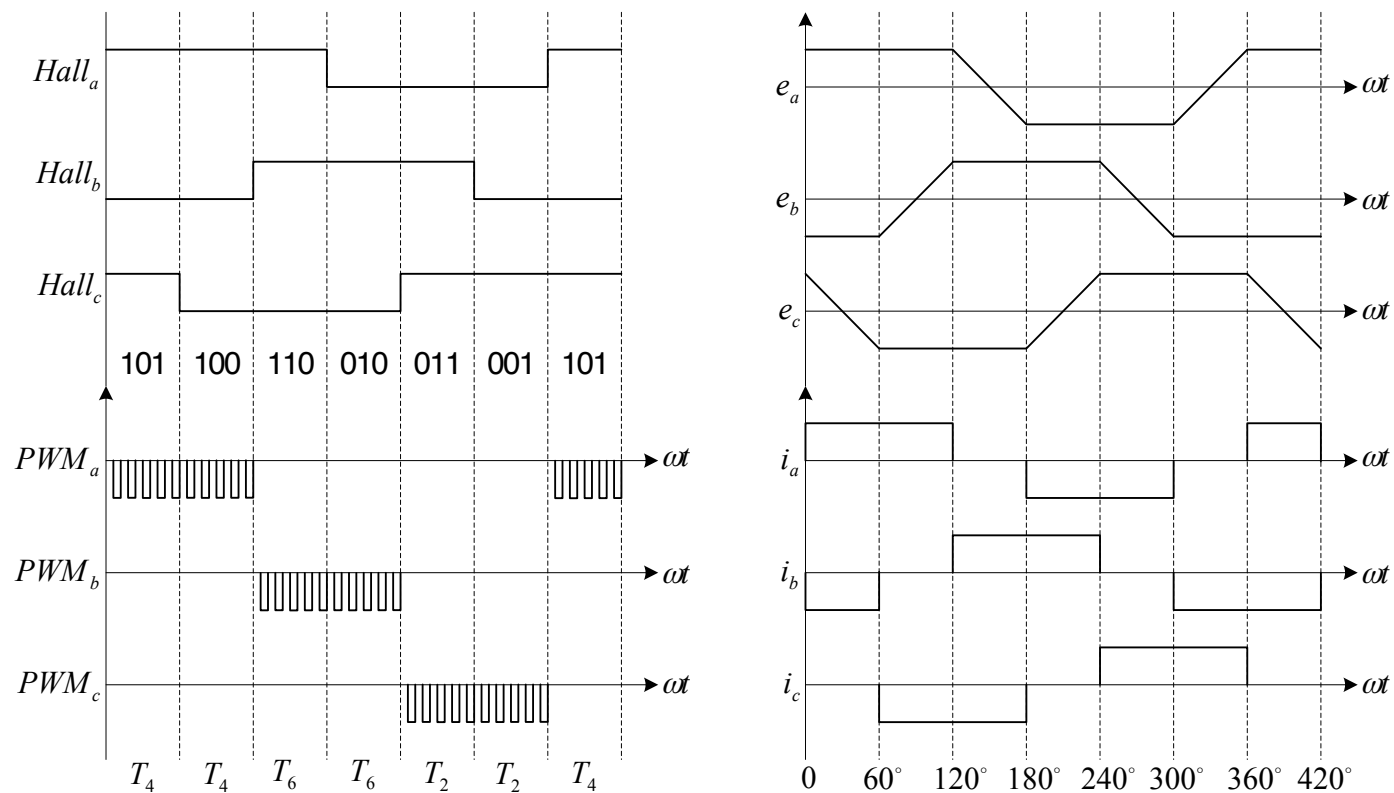 Hall_a
Hall_b
Hall_c
101 100 110 010 011 001 101
PWM_a ωt
PWM_b ωt
PWM_c ωt
T_4 T_4 T_6 T_6 T_2 T_2 T_4
e_a ωt
e_b ωt
e_c ωt
i_a ωt
i_b ωt
i_c ωt
0 60° 120° 180° 240° 300° 360° 420°